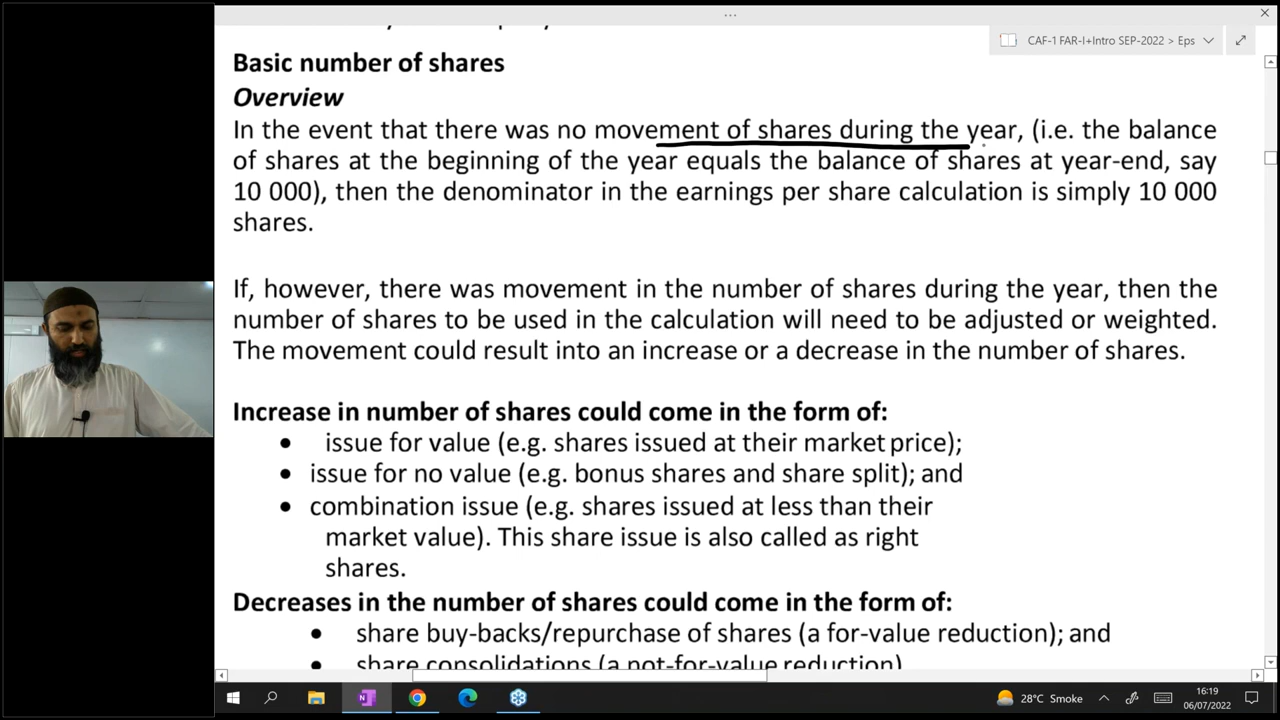 CAF-1 FAR-I+Intro SEP-2022 > Eps
Basic number of shares
Overview
In the event that there was no movement of shares during the year, (i.e. the balance
of shares at the beginning of the year equals the balance of shares at year-end, say
10 000), then the denominator in the earnings per share calculation is simply 10 000
shares.
If, however, there was movement in the number of shares during the year, then the
number of shares to be used in the calculation will need to be adjusted or weighted.
The movement could result into an increase or a decrease in the number of shares.
Increase in number of shares could come in the form of:
• issue for value (e.g. shares issued at their market price);
• issue for no value (e.g. bonus shares and share split); and
• combination issue (e.g. shares issued at less than their
market value). This share issue is also called as right
shares.
Decreases in the number of shares could come in the form of:
• share buy-backs/repurchase of shares (a for-value reduction); and
• share consolidations (a not-for-value reduction)
28°C Smoke
16:19
06/07/2022